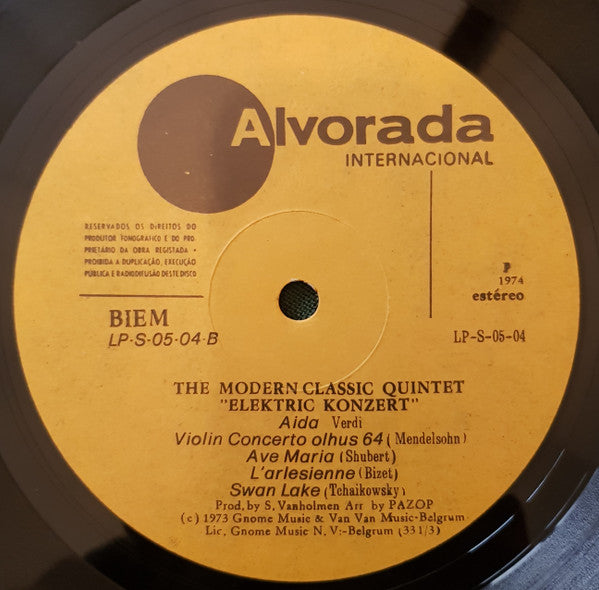 Alvorada
INTERNACIONAL
RESERVADOS OS DIREITOS DO
PRODUTOR FONOGRÁFICO E DO PRO
PRIETÁRIO DA OBRA REGISTADA •
PROIBIDA A DUPLICAÇÃO, EXECUÇÃO
PÚBLICA E RADIODIFUSÃO DESTE DISCO
P
1974
estéreo
BIEM
LP-S-05-04-B
LP-S-05-04
THE MODERN CLASSIC QUINTET
"ELEKTRIC KONZERT"
Aida Verdi
Violin Concerto olhus 64 ( Mendelsohn )
Ave Maria (Shubert)
L'arlesienne (Bizet)
Swan Lake (Tchaikowsky)
Prod, by S. Vanholmen Arr by PAZOP
(c) 1973 Gnome Music & Van Van Music-Belgrum
Lic, Gnome Music N, V:-Belgrum (33 1/3)